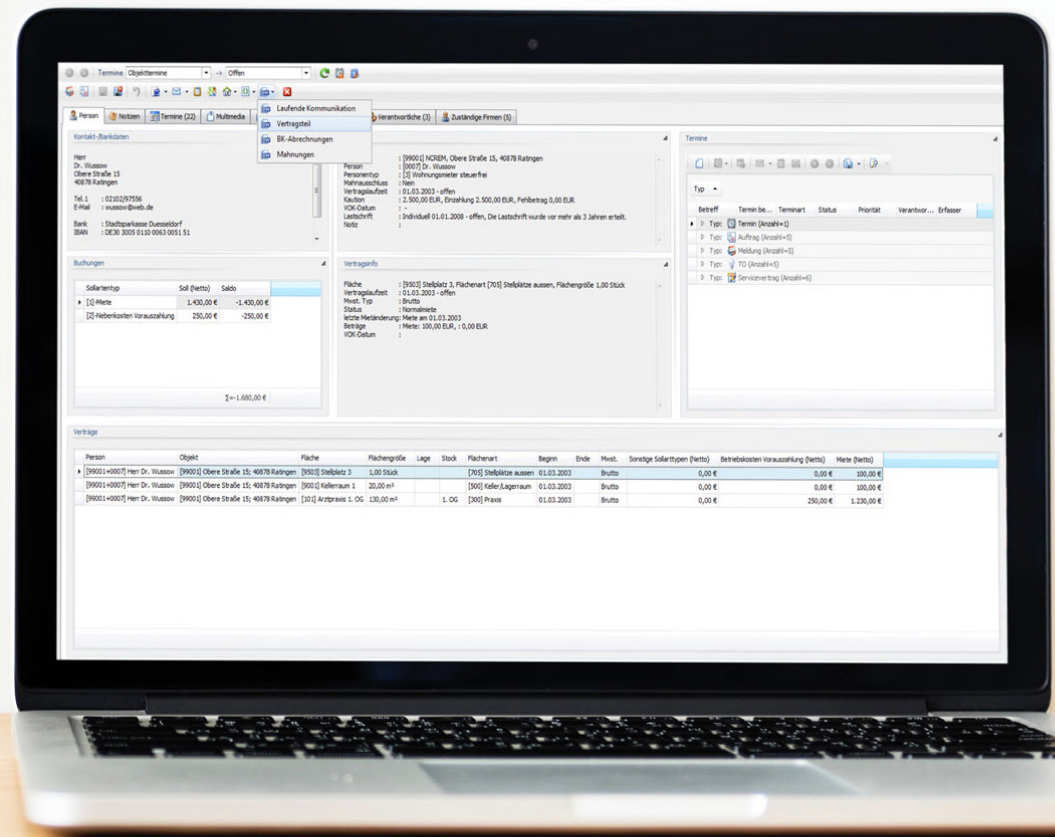 Termine Objekttermine -> Offen
Laufende Kommunikation
Vertragsteil
BK-Abrechnungen
Mahnungen
Person Notizen Termine (22) Multimedia Verantwortliche (3) Zuständige Firmen (5)
Kontakt-/Bankdaten
Herr
Dr. Wussow
Obere Straße 15
40878 Ratingen
Tel.1 : 02102/97556
E-Mail : wussow@web.de
Bank : Stadtsparkasse Duesseldorf
IBAN : DE30 3005 0110 0063 0051 51
: [99001] NCREM, Obere Straße 15, 40878 Ratingen
Person : [0007] Dr. Wussow
Personentyp : [3] Wohnungsmieter steuerfrei
Mahnausschluss : Nein
Vertragslaufzeit : 01.03.2003 - offen
Kaution : 2.500,00 EUR, Einzahlung 2.500,00 EUR, Fehlbetrag 0,00 EUR
VOK-Datum : -
Lastschrift : Individuell 01.01.2008 - offen, Die Lastschrift wurde vor mehr als 3 Jahren erteilt.
Notiz :
Termine
Typ
Betreff Termin be... Terminart Status Priorität Verantwor... Erfasser
Typ: Termin (Anzahl=1)
Typ: Auftrag (Anzahl=5)
Typ: Meldung (Anzahl=5)
Typ: TO (Anzahl=5)
Typ: Servicevertrag (Anzahl=6)
Buchungen
Sollartentyp Soll (Netto) Saldo
[1]-Miete 1.430,00 € -1.430,00 €
[2]-Nebenkosten Vorauszahlung 250,00 € -250,00 €
Σ=-1.680,00 €
Vertragsinfo
Fläche : [9503] Stellplatz 3, Flächenart [705] Stellplätze aussen, Flächengröße 1,00 Stück
Vertragslaufzeit : 01.03.2003 - offen
Mwst. Typ : Brutto
Status : Normalmiete
letzte Mietänderung: Miete am 01.03.2003
Beträge : Miete: 100,00 EUR, : 0,00 EUR
VOK-Datum :
Verträge
Person Objekt Fläche Flächengröße Lage Stock Flächenart Beginn Ende Mwst. Sonstige Sollarttypen (Netto) Betriebskosten Vorauszahlung (Netto) Miete (Netto)
[99001+0007] Herr Dr. Wussow [99001] Obere Straße 15; 40878 Ratingen [9503] Stellplatz 3 1,00 Stück [705] Stellplätze aussen 01.03.2003 Brutto 0,00 € 0,00 € 100,00 €
[99001+0007] Herr Dr. Wussow [99001] Obere Straße 15; 40878 Ratingen [9001] Kellerraum 1 20,00 m² [500] Keller/Lagerraum 01.03.2003 Brutto 0,00 € 0,00 € 100,00 €
[99001+0007] Herr Dr. Wussow [99001] Obere Straße 15; 40878 Ratingen [101] Arztpraxis 1. OG 130,00 m² 1. OG [300] Praxis 01.03.2003 Brutto 0,00 € 250,00 € 1.230,00 €